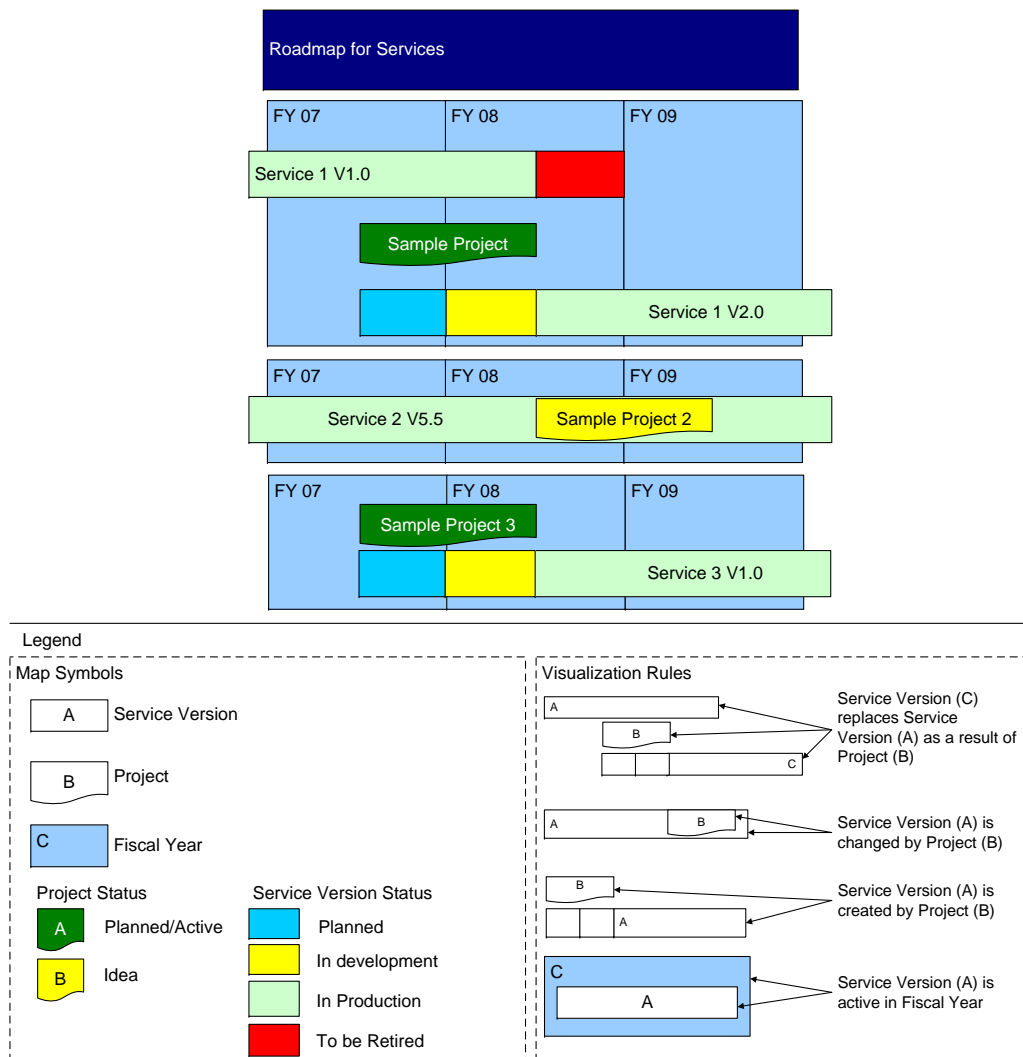 Roadmap for Services
FY 07
FY 08
FY 09
Service 1 V1.0
Sample Project
Service 1 V2.0
FY 07
FY 08
FY 09
Service 2 V5.5
Sample Project 2
FY 07
FY 08
FY 09
Sample Project 3
Service 3 V1.0
Legend
Map Symbols
A
Service Version
B
Project
C
Fiscal Year
Project Status
A
Planned/Active
B
Idea
Service Version Status
Planned
In development
In Production
To be Retired
Visualization Rules
A
B
C
Service Version (C)
replaces Service
Version (A) as a result of
Project (B)
A
B
Service Version (A) is
changed by Project (B)
B
A
Service Version (A) is
created by Project (B)
C
A
Service Version (A) is
active in Fiscal Year